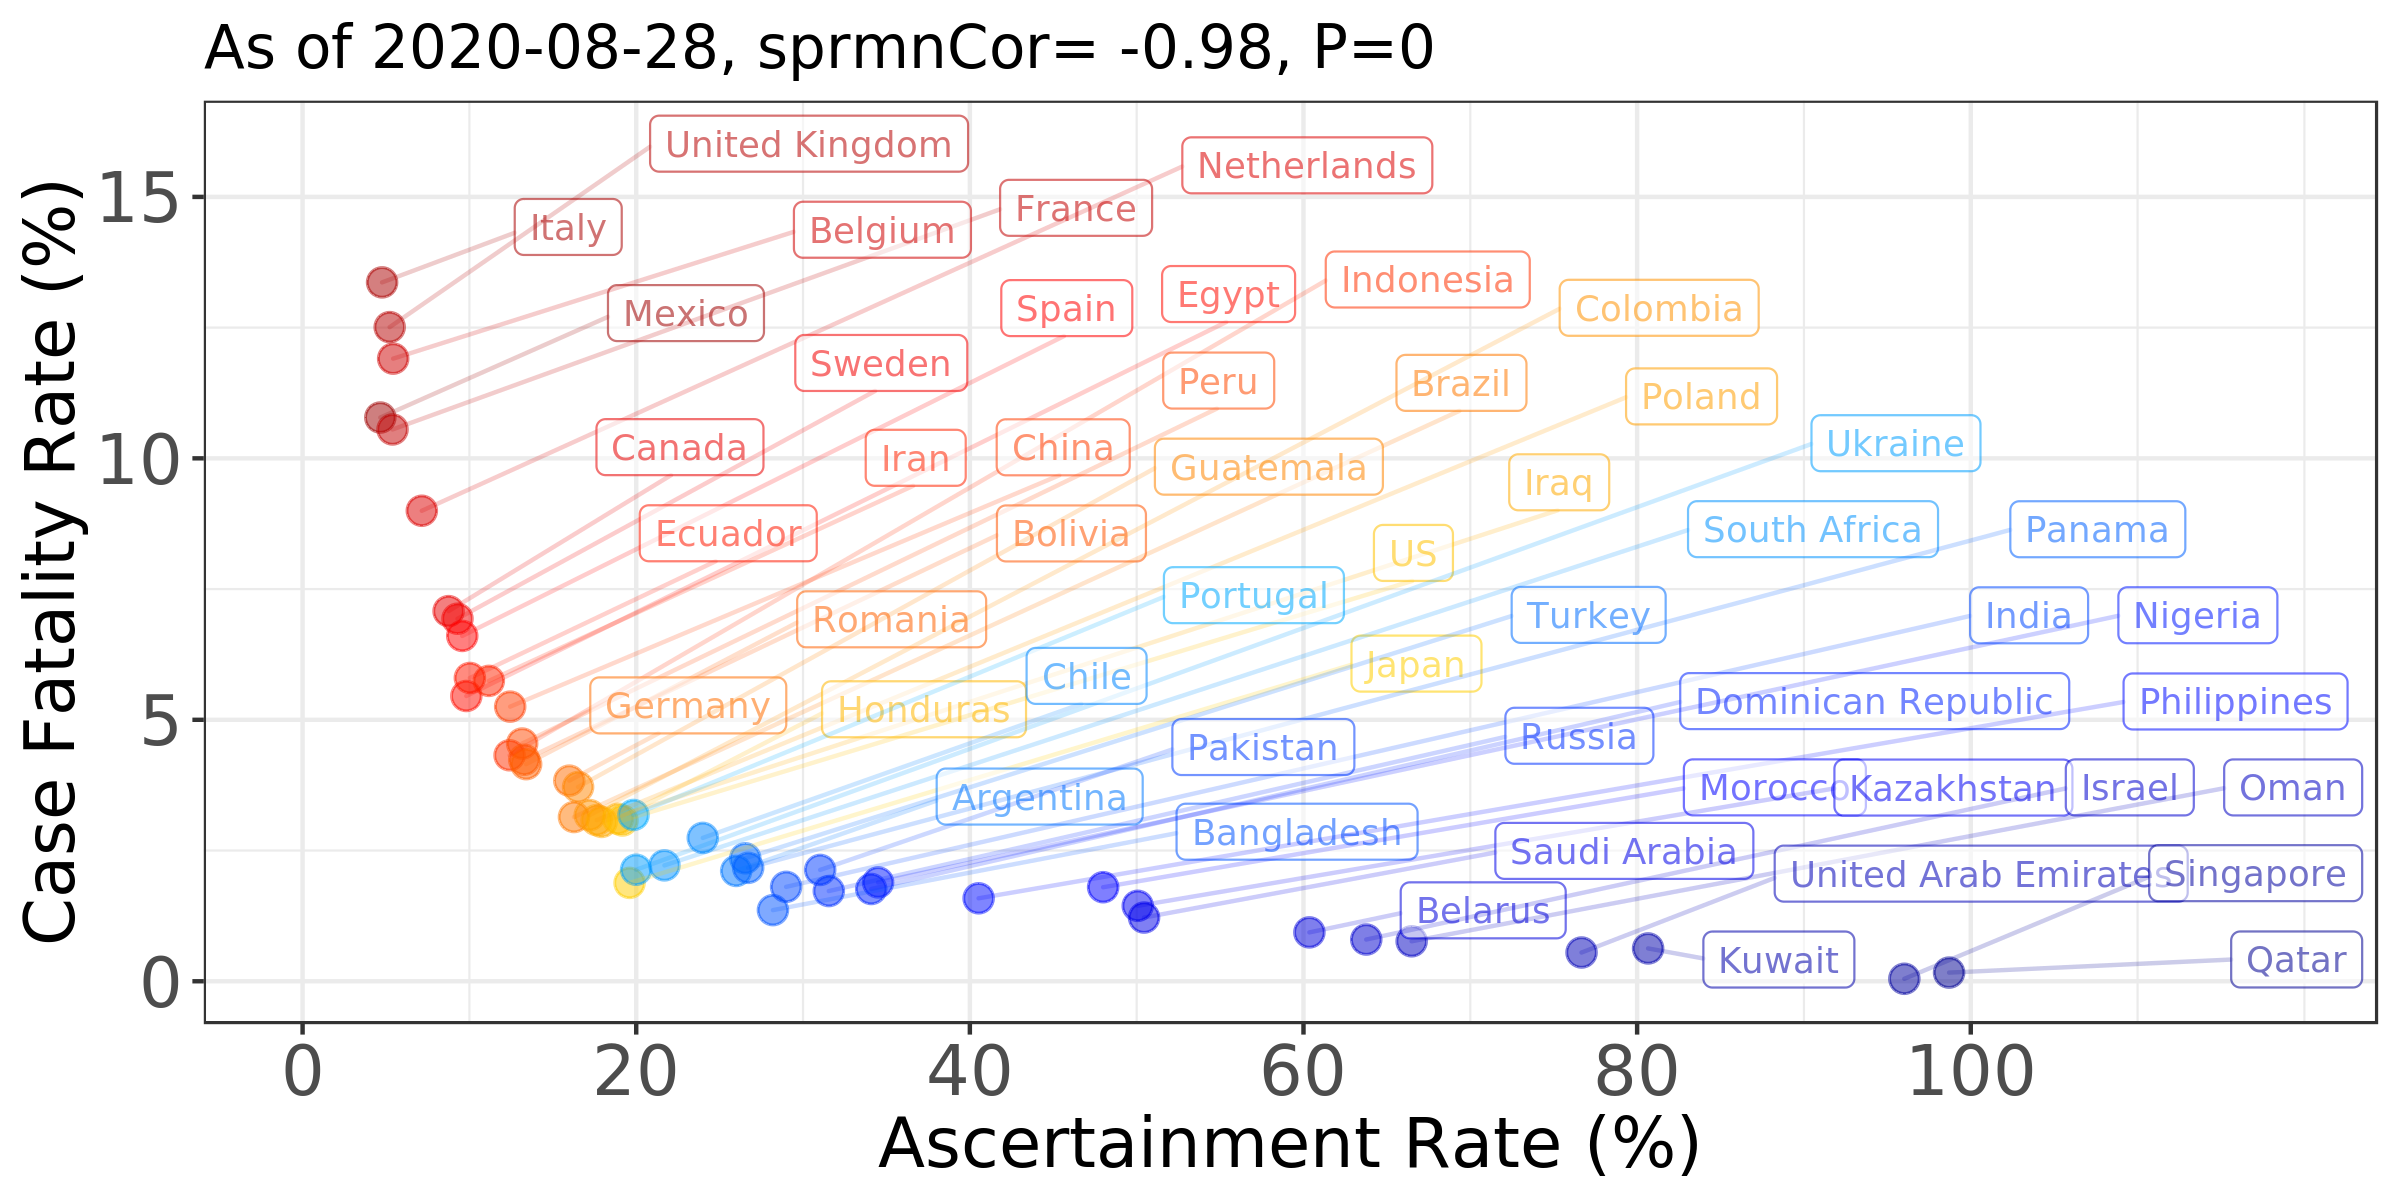 As of 2020-08-28, sprmnCor= -0.98, P=0
Case Fatality Rate (%)
15
10
5
0
United Kingdom
Netherlands
France
Italy
Belgium
Indonesia
Egypt
Spain
Colombia
Mexico
Sweden
Peru
Brazil
Poland
Canada
Iran
China
Guatemala
Ukraine
Iraq
Ecuador
Bolivia
US
South Africa
Panama
Portugal
Romania
Turkey
India
Nigeria
Chile
Japan
Germany
Honduras
Dominican Republic
Philippines
Pakistan
Russia
Argentina
Morocco
Kazakhstan
Israel
Oman
Bangladesh
Saudi Arabia
United Arab Emirates
Singapore
Belarus
Kuwait
Qatar
0
20
40
60
80
100
Ascertainment Rate (%)